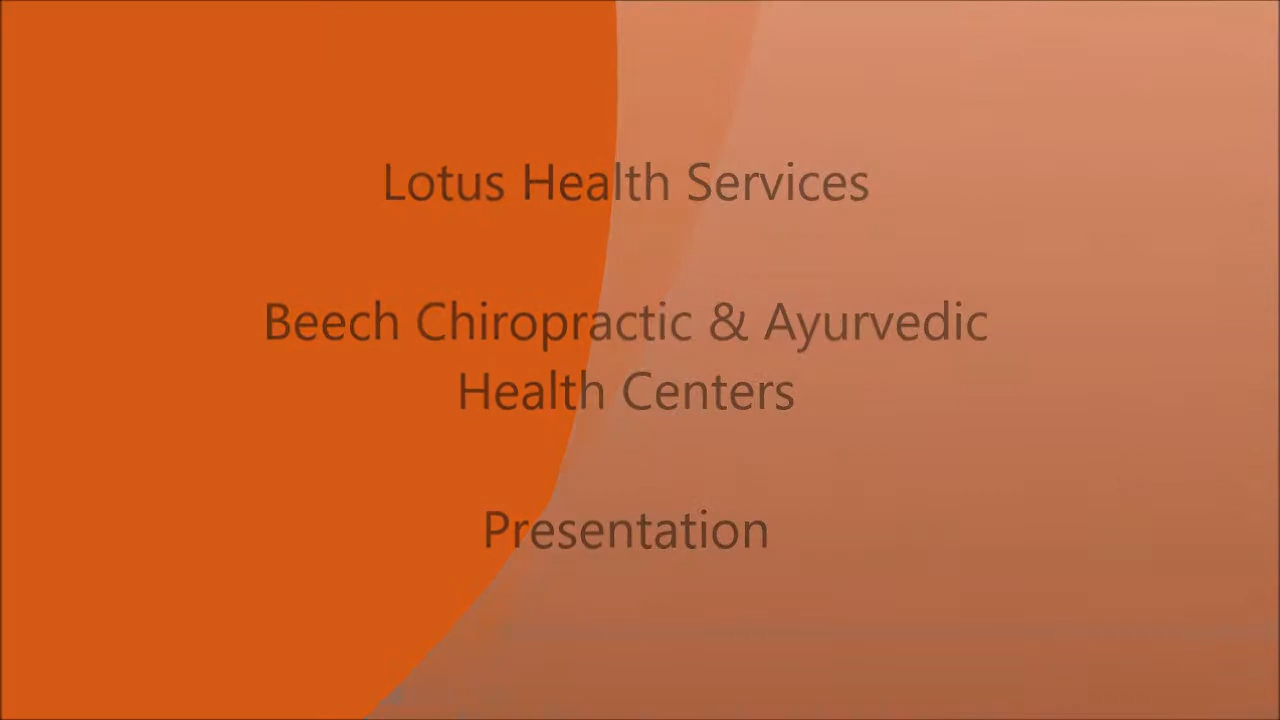 Lotus Health Services
Beech Chiropractic & Ayurvedic
Health Centers
Presentation